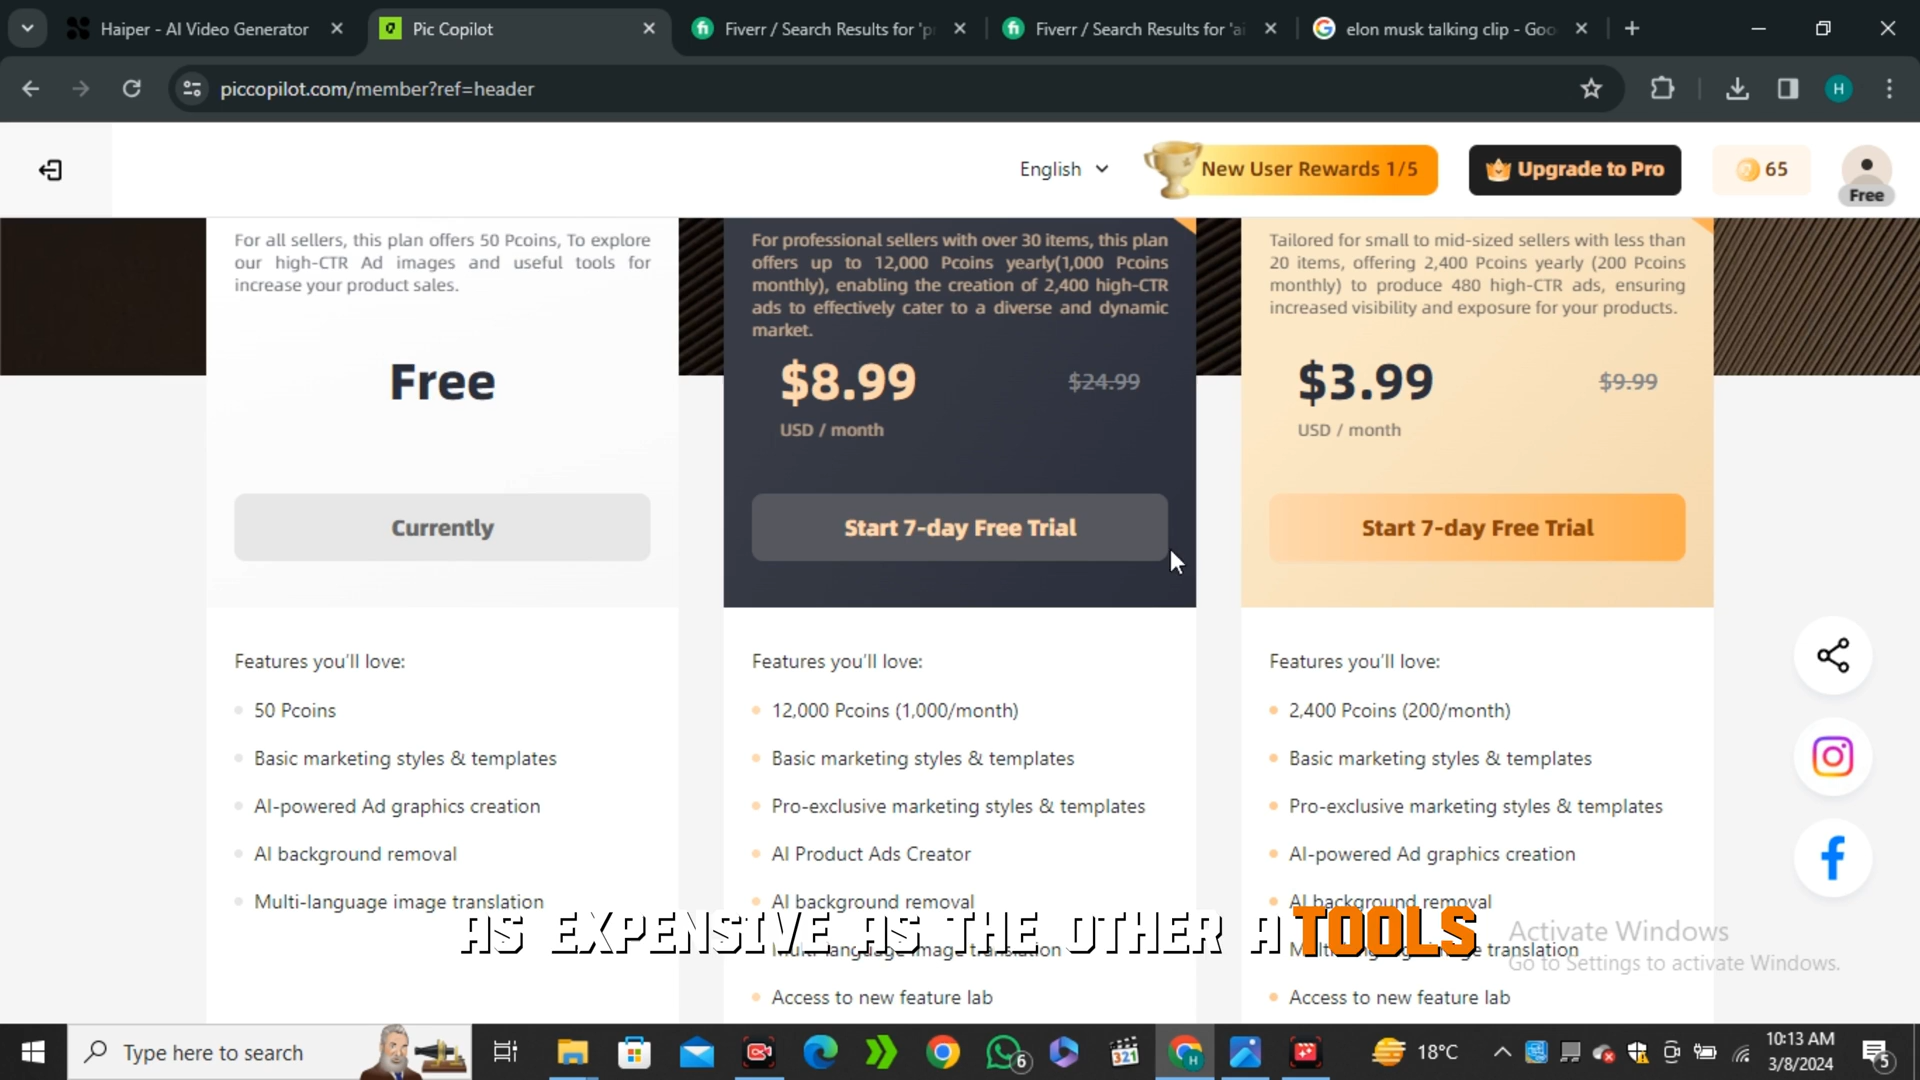 Haiper - AI Video Generator
Pic Copilot
Fiverr / Search Results for 'p
Fiverr / Search Results for 'ai
elon musk talking clip - Goo
piccopilot.com/member?ref=header
H
English
New User Rewards 1/5
Upgrade to Pro
65
Free
For all sellers, this plan offers 50 Pcoins, To explore
our high-CTR Ad images and useful tools for
increase your product sales.
Free
Currently
Features you'll love:
50 Pcoins
Basic marketing styles & templates
AI-powered Ad graphics creation
AI background removal
Multi-language image translation
For professional sellers with over 30 items, this plan
offers up to 12,000 Pcoins yearly(1,000 Pcoins
monthly), enabling the creation of 2,400 high-CTR
ads to effectively cater to a diverse and dynamic
market.
$8.99
$24.99
USD / month
Start 7-day Free Trial
Features you'll love:
12,000 Pcoins (1,000/month)
Basic marketing styles & templates
Pro-exclusive marketing styles & templates
AI Product Ads Creator
AI background removal
Multi-language image translation
Access to new feature lab
Tailored for small to mid-sized sellers with less than
20 items, offering 2,400 Pcoins yearly (200 Pcoins
monthly) to produce 480 high-CTR ads, ensuring
increased visibility and exposure for your products.
$3.99
$9.99
USD / month
Start 7-day Free Trial
Features you'll love:
2,400 Pcoins (200/month)
Basic marketing styles & templates
Pro-exclusive marketing styles & templates
AI-powered Ad graphics creation
AI background removal
Multi-language image translation
Access to new feature lab
AS EXPENSIVE AS THE OTHER A TOOLS
Activate Windows
Go to Settings to activate Windows.
Type here to search
6
321
H
18°C
10:13 AM
3/8/2024
5